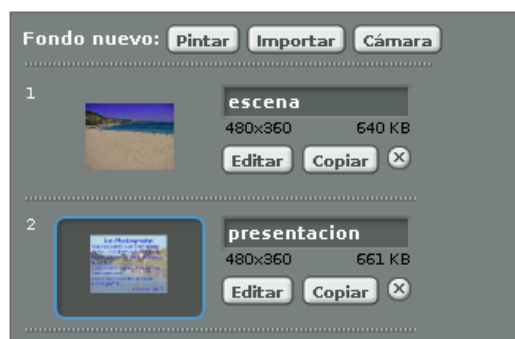 Fondo nuevo: Pintar Importar Cámara
1
escena
480x360 640 KB
Editar Copiar
2
presentacion
480x360 661 KB
Editar Copiar